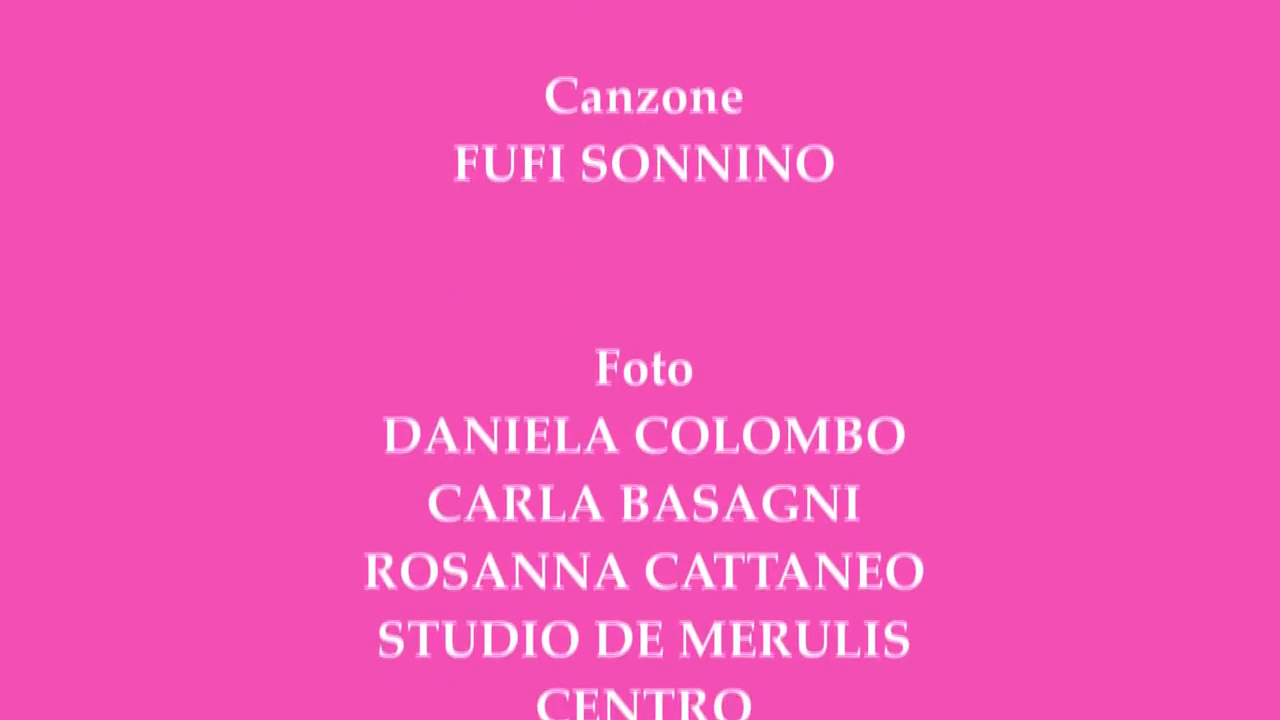 Canzone
FUFI SONNINO
Foto
DANIELA COLOMBO
CARLA BASAGNI
ROSANNA CATTANEO
STUDIO DE MERULIS
CENTRO